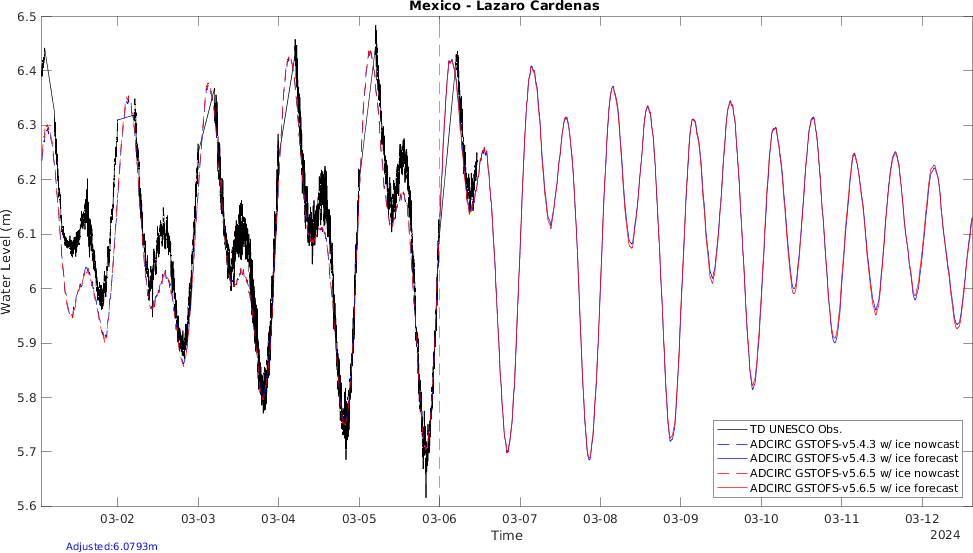 Mexico - Lazaro Cardenas
6.5
6.4
6.3
6.2
6.1
6
5.9
5.8
5.7
5.6
Water Level (m)
TD UNESCO Obs.
ADCIRC GSTOFS-v5.4.3 w/ ice nowcast
ADCIRC GSTOFS-v5.4.3 w/ ice forecast
ADCIRC GSTOFS-v5.6.5 w/ ice nowcast
ADCIRC GSTOFS-v5.6.5 w/ ice forecast
03-02 03-03 03-04 03-05 03-06 03-07 03-08 03-09 03-10 03-11 03-12
Time
2024
Adjusted:6.0793m